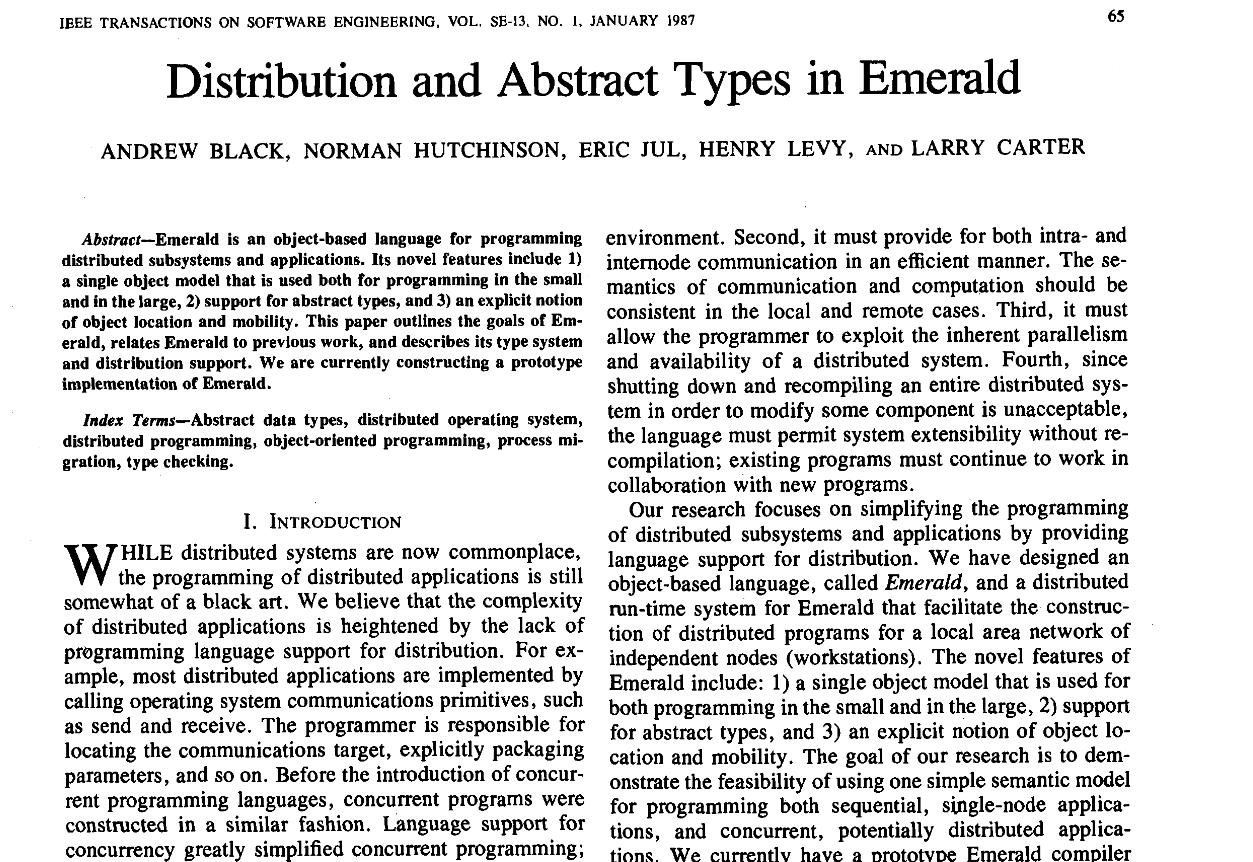 IEEE TRANSACTIONS ON SOFTWARE ENGINEERING, VOL. SE-13, NO. 1, JANUARY 1987
65
Distribution and Abstract Types in Emerald
ANDREW BLACK, NORMAN HUTCHINSON, ERIC JUL, HENRY LEVY, AND LARRY CARTER
Abstract—Emerald is an object-based language for programming
distributed subsystems and applications. Its novel features include 1)
a single object model that is used both for programming in the small
and in the large, 2) support for abstract types, and 3) an explicit notion
of object location and mobility. This paper outlines the goals of Em-
erald, relates Emerald to previous work, and describes its type system
and distribution support. We are currently constructing a prototype
implementation of Emerald.
Index Terms—Abstract data types, distributed operating system,
distributed programming, object-oriented programming, process mi-
gration, type checking.
I. INTRODUCTION
WHILE distributed systems are now commonplace,
the programming of distributed applications is still
somewhat of a black art. We believe that the complexity
of distributed applications is heightened by the lack of
programming language support for distribution. For ex-
ample, most distributed applications are implemented by
calling operating system communications primitives, such
as send and receive. The programmer is responsible for
locating the communications target, explicitly packaging
parameters, and so on. Before the introduction of concur-
rent programming languages, concurrent programs were
constructed in a similar fashion. Language support for
concurrency greatly simplified concurrent programming;
environment. Second, it must provide for both intra- and
internode communication in an efficient manner. The se-
mantics of communication and computation should be
consistent in the local and remote cases. Third, it must
allow the programmer to exploit the inherent parallelism
and availability of a distributed system. Fourth, since
shutting down and recompiling an entire distributed sys-
tem in order to modify some component is unacceptable,
the language must permit system extensibility without re-
compilation; existing programs must continue to work in
collaboration with new programs.
Our research focuses on simplifying the programming
of distributed subsystems and applications by providing
language support for distribution. We have designed an
object-based language, called Emerald, and a distributed
run-time system for Emerald that facilitate the construc-
tion of distributed programs for a local area network of
independent nodes (workstations). The novel features of
Emerald include: 1) a single object model that is used for
both programming in the small and in the large, 2) support
for abstract types, and 3) an explicit notion of object lo-
cation and mobility. The goal of our research is to dem-
onstrate the feasibility of using one simple semantic model
for programming both sequential, single-node applica-
tions, and concurrent, potentially distributed applica-
tions. We currently have a prototype Emerald compiler